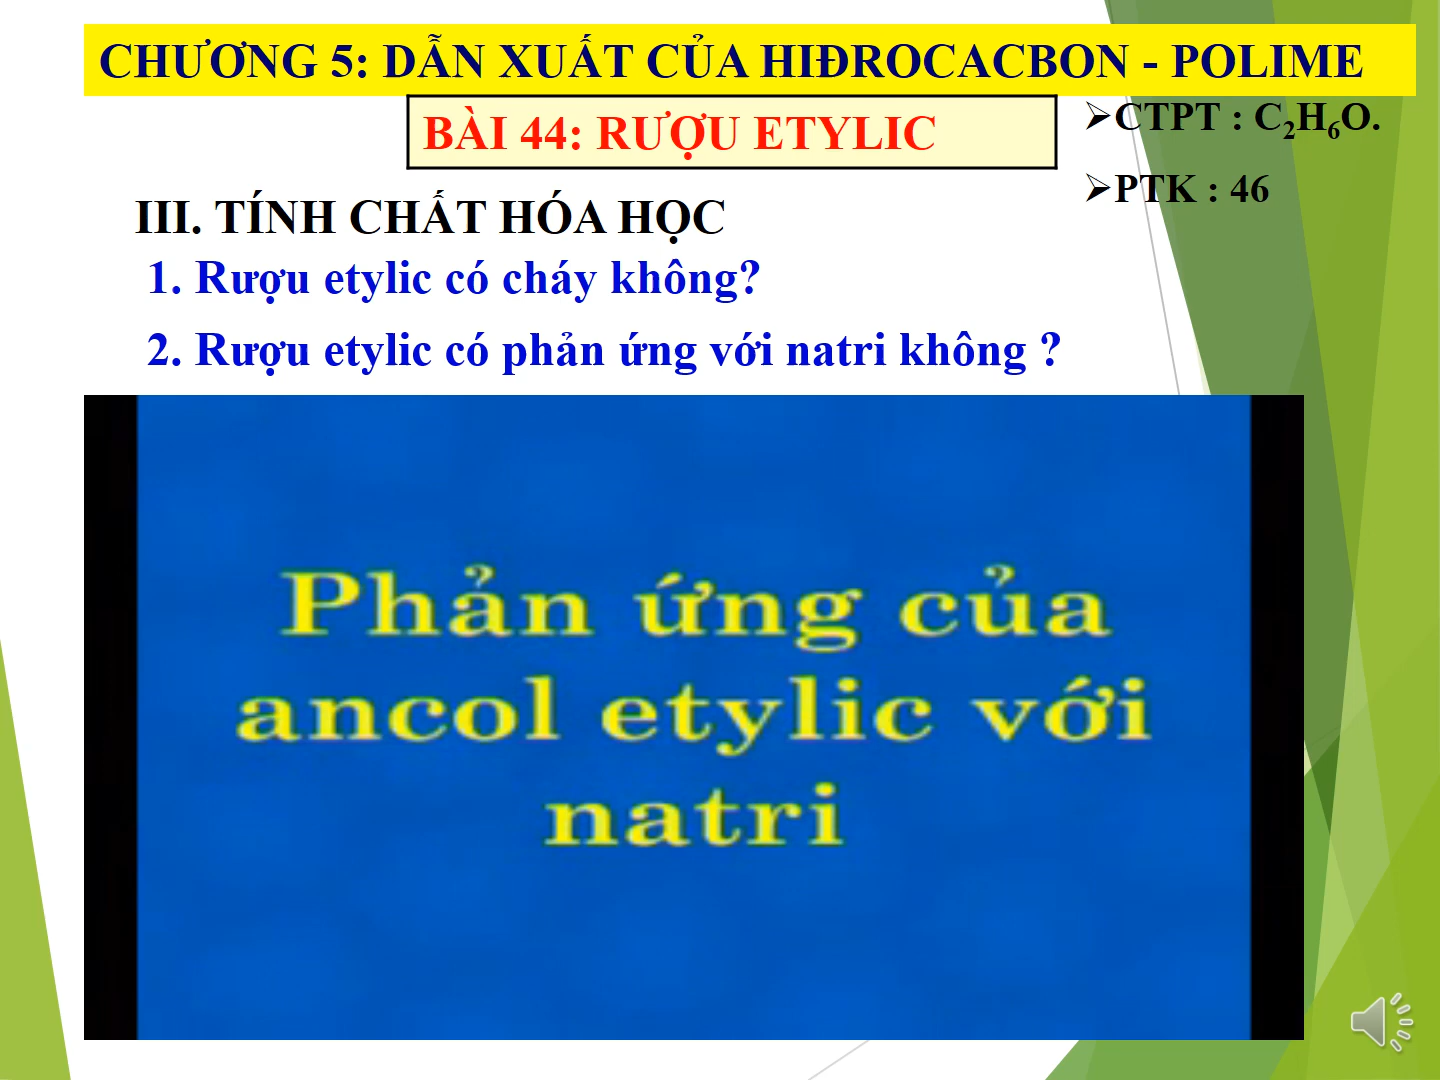 CHƯƠNG 5: DẪN XUẤT CỦA HIĐROCACBON - POLIME
BÀI 44: RƯỢU ETYLIC
➢CTPT : C₂H₆O.
➢PTK : 46
III. TÍNH CHẤT HÓA HỌC
1. Rượu etylic có cháy không?
2. Rượu etylic có phản ứng với natri không ?
Phản ứng của
ancol etylic với
natri